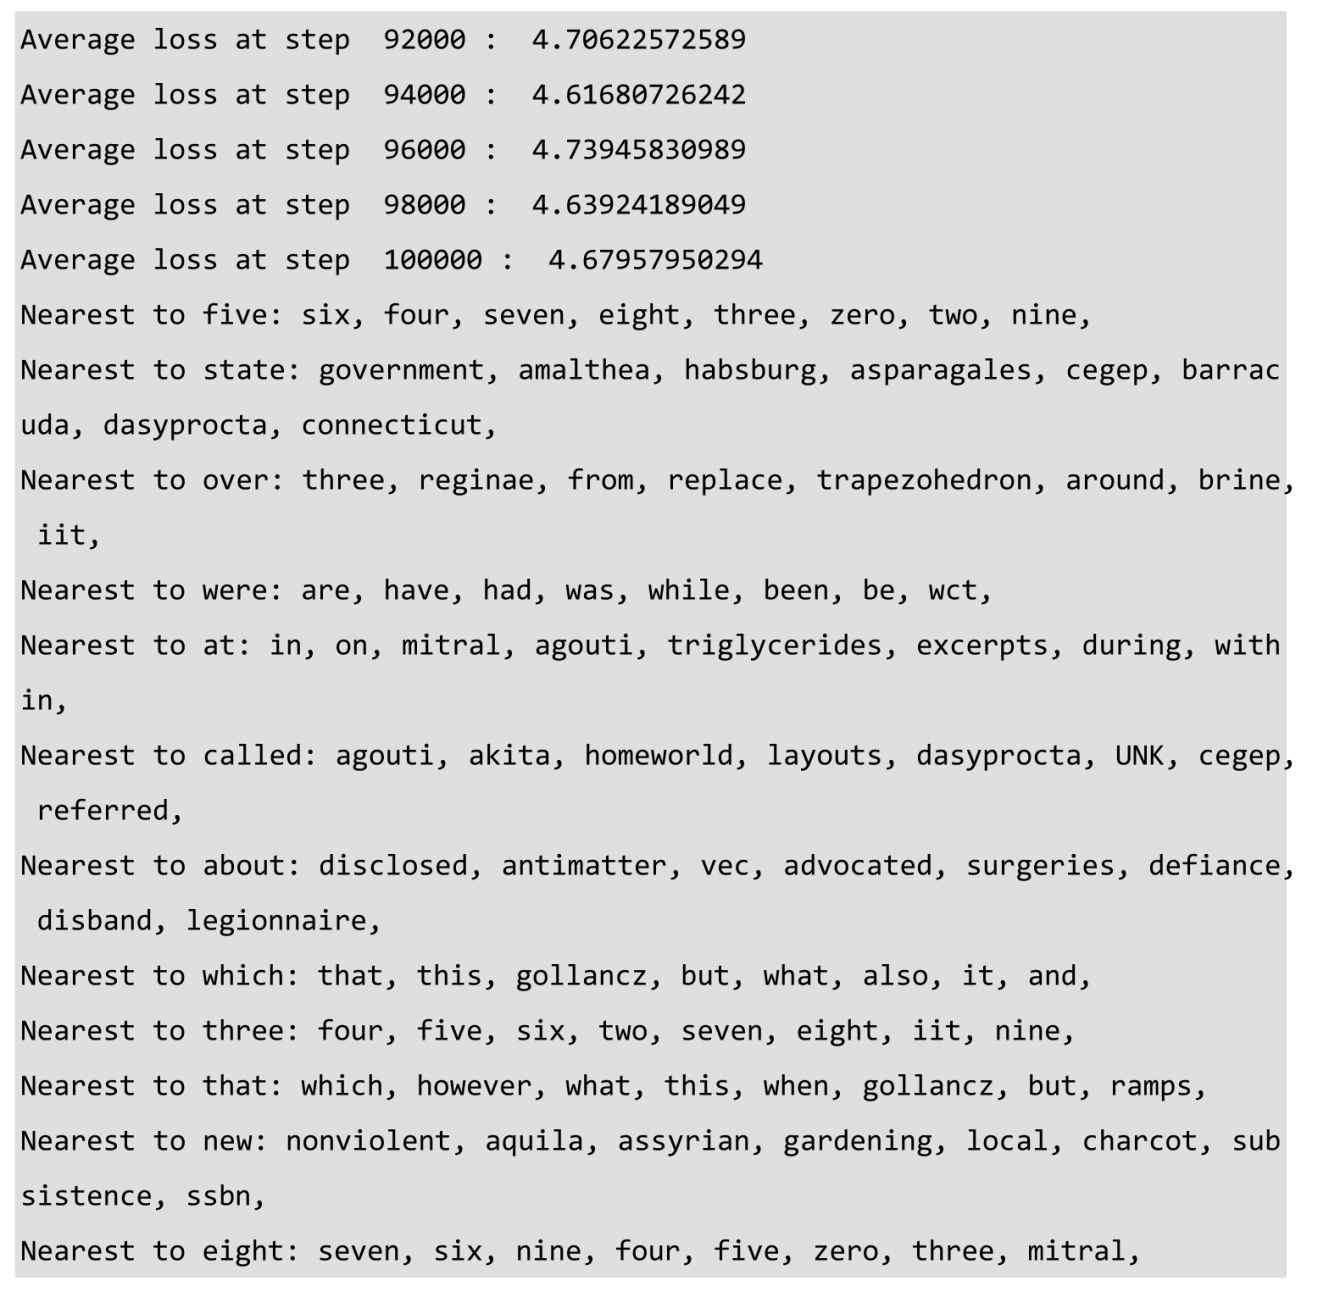 Average loss at step  92000 :  4.70622572589
Average loss at step  94000 :  4.61680726242
Average loss at step  96000 :  4.73945830989
Average loss at step  98000 :  4.63924189049
Average loss at step  100000 :  4.67957950294
Nearest to five: six, four, seven, eight, three, zero, two, nine,
Nearest to state: government, amalthea, habsburg, asparagales, cegep, barrac
uda, dasyprocta, connecticut,
Nearest to over: three, reginae, from, replace, trapezohedron, around, brine,
 iit,
Nearest to were: are, have, had, was, while, been, be, wct,
Nearest to at: in, on, mitral, agouti, triglycerides, excerpts, during, with
in,
Nearest to called: agouti, akita, homeworld, layouts, dasyprocta, UNK, cegep,
 referred,
Nearest to about: disclosed, antimatter, vec, advocated, surgeries, defiance,
 disband, legionnaire,
Nearest to which: that, this, gollancz, but, what, also, it, and,
Nearest to three: four, five, six, two, seven, eight, iit, nine,
Nearest to that: which, however, what, this, when, gollancz, but, ramps,
Nearest to new: nonviolent, aquila, assyrian, gardening, local, charcot, sub
sistence, ssbn,
Nearest to eight: seven, six, nine, four, five, zero, three, mitral,